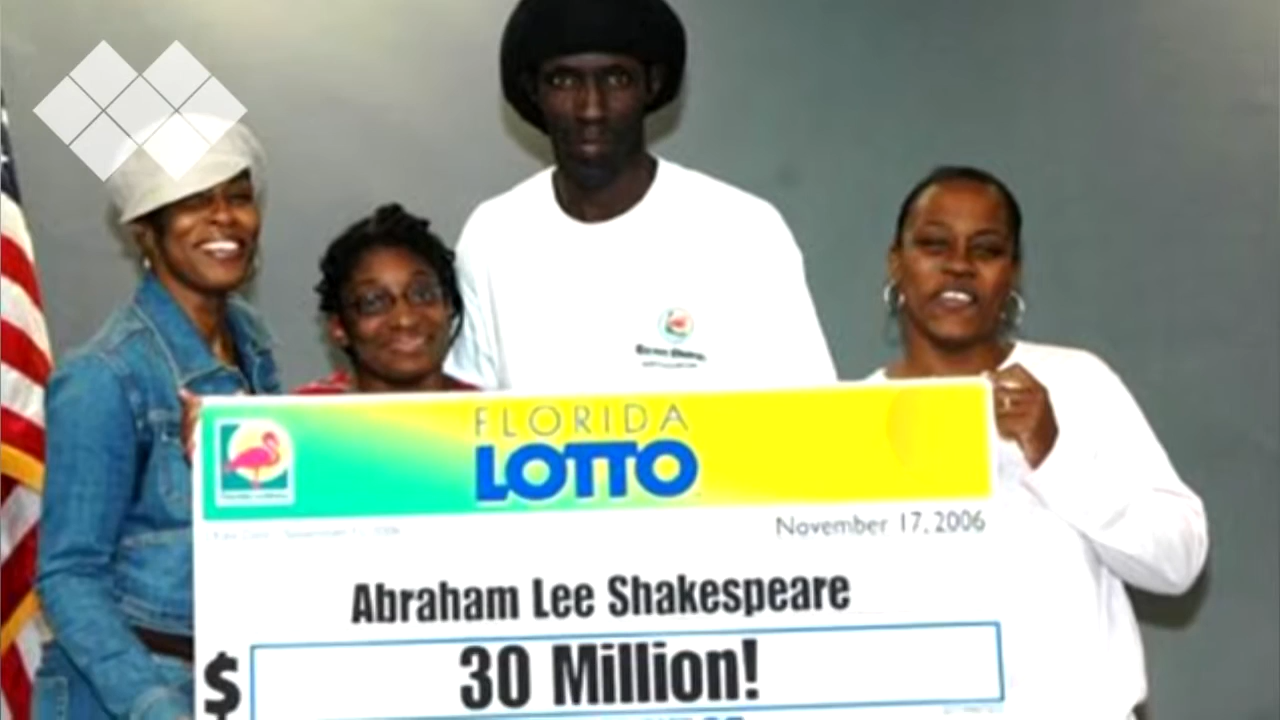 FLORIDA
LOTTO
November 17, 2006
Abraham Lee Shakespeare
$ 30 Million!